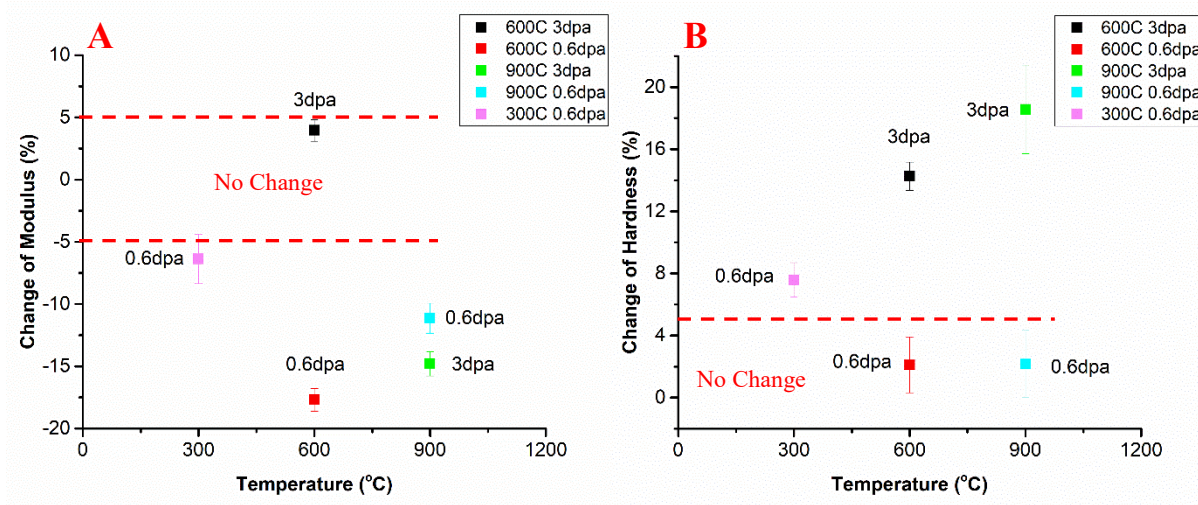 A
600C 3dpa
600C 0.6dpa
900C 3dpa
900C 0.6dpa
300C 0.6dpa
10
5
0
-5
-10
-15
-20
Change of Modulus (%)
3dpa
No Change
0.6dpa
0.6dpa
0.6dpa
3dpa
0
300
600
900
1200
Temperature (°C)
B
600C 3dpa
600C 0.6dpa
900C 3dpa
900C 0.6dpa
300C 0.6dpa
20
16
12
8
4
0
Change of Hardness (%)
3dpa
3dpa
0.6dpa
0.6dpa
0.6dpa
No Change
0
300
600
900
1200
Temperature (°C)